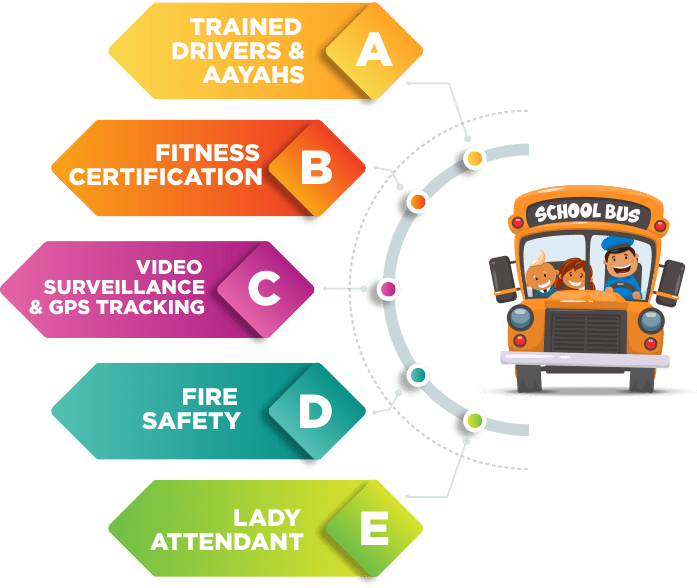 TRAINED
DRIVERS &
AAYAHS
A
FITNESS
CERTIFICATION
B
VIDEO
SURVEILLANCE
& GPS TRACKING
C
FIRE
SAFETY
D
LADY
ATTENDANT
E
SCHOOL BUS